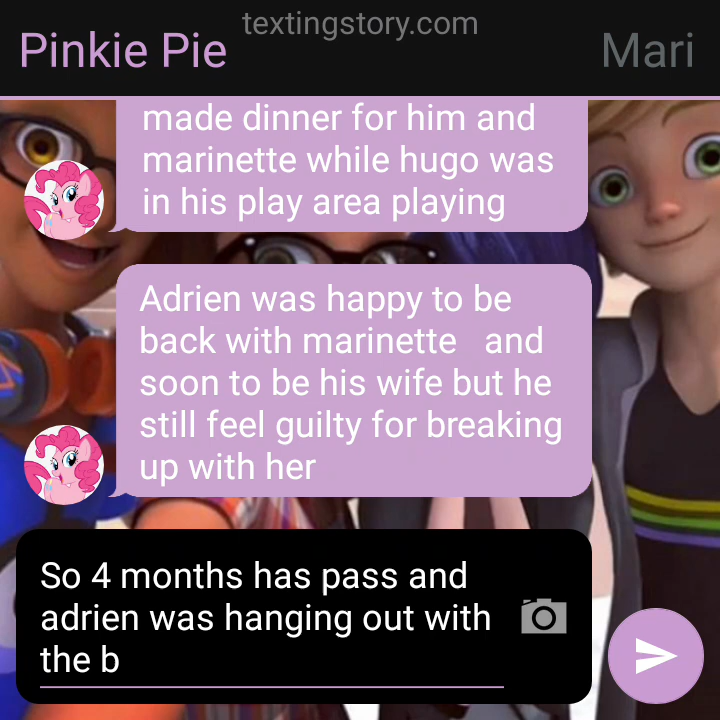 textingstory.com
Pinkie Pie
Mari
made dinner for him and
marinette while hugo was
in his play area playing
Adrien was happy to be
back with marinette   and
soon to be his wife but he
still feel guilty for breaking
up with her
So 4 months has pass and
adrien was hanging out with
the b